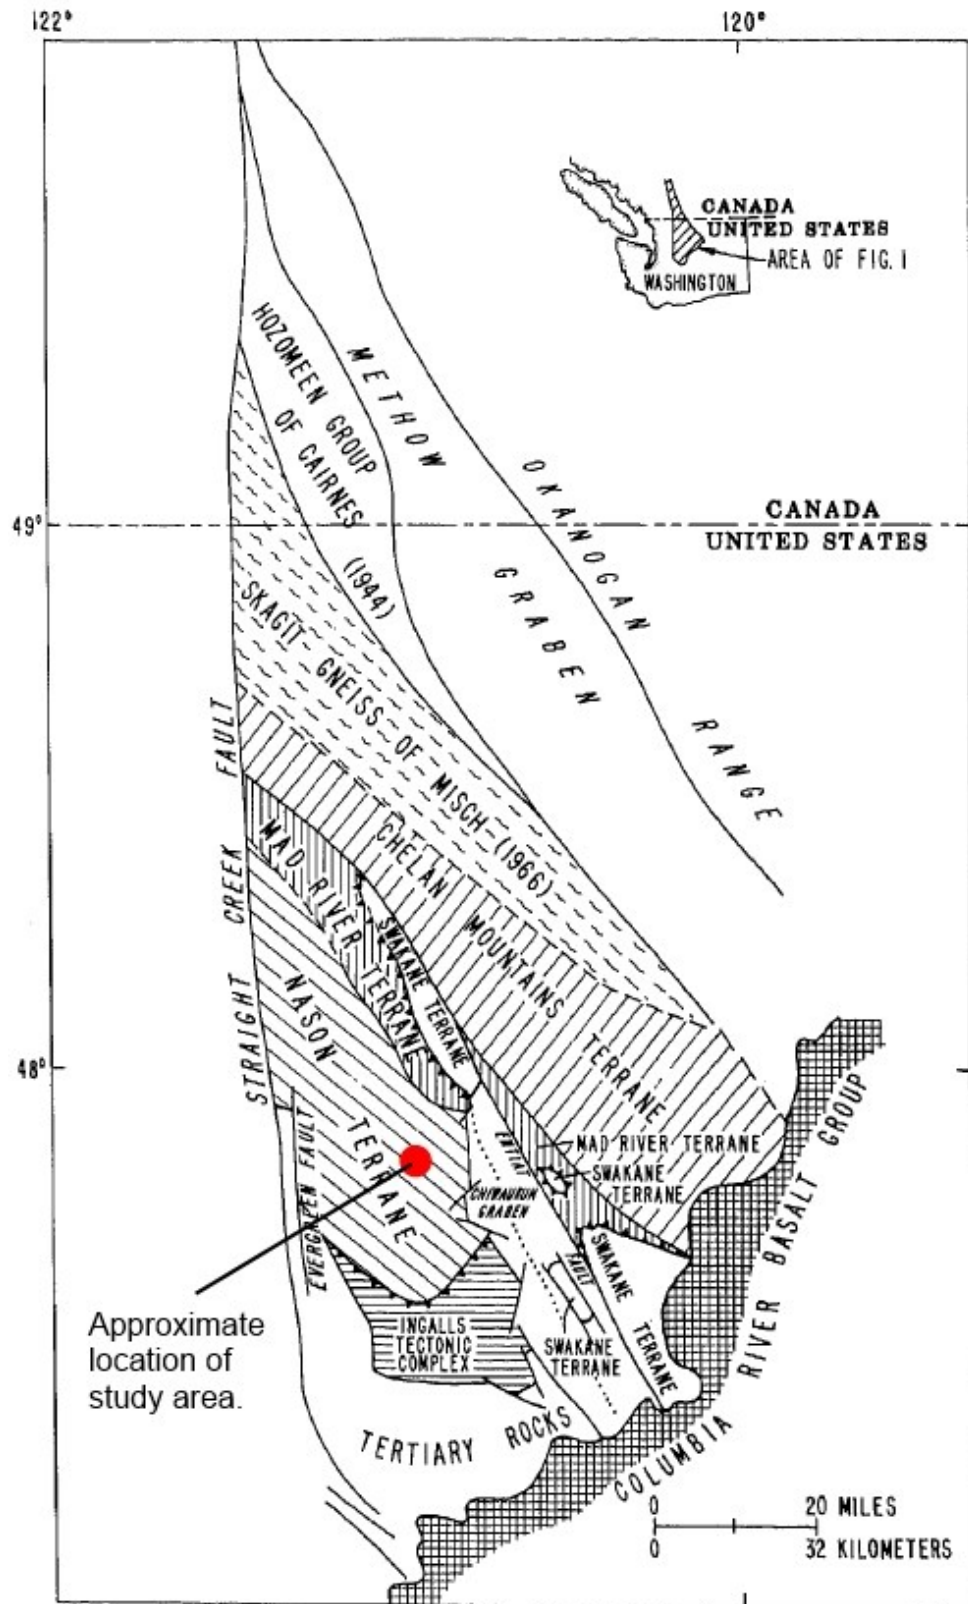 122°
120°
CANADA
UNITED STATES
AREA OF FIG. 1
WASHINGTON
HOZOMEEN GROUP
OF CAIRNES (1944)
METHOW
GRABEN
OKANOGAN
RANGE
49°
CANADA
UNITED STATES
SKAGIT GNEISS OF MISCH (1966)
CHELAN MOUNTAINS TERRANE
STRAIGHT CREEK FAULT
MAD RIVER TERRANE
SWAKANE TERRANE
NASON TERRANE
48°
EVERGREEN FAULT
ENTIAT
FAULT
CHIWAUKUM
GRABEN
MAD RIVER TERRANE
SWAKANE
TERRANE
SWAKANE TERRANE
SWAKANE
TERRANE
INGALLS
TECTONIC
COMPLEX
Approximate
location of
study area.
TERTIARY ROCKS
COLUMBIA RIVER BASALT GROUP
0 20 MILES
0 32 KILOMETERS